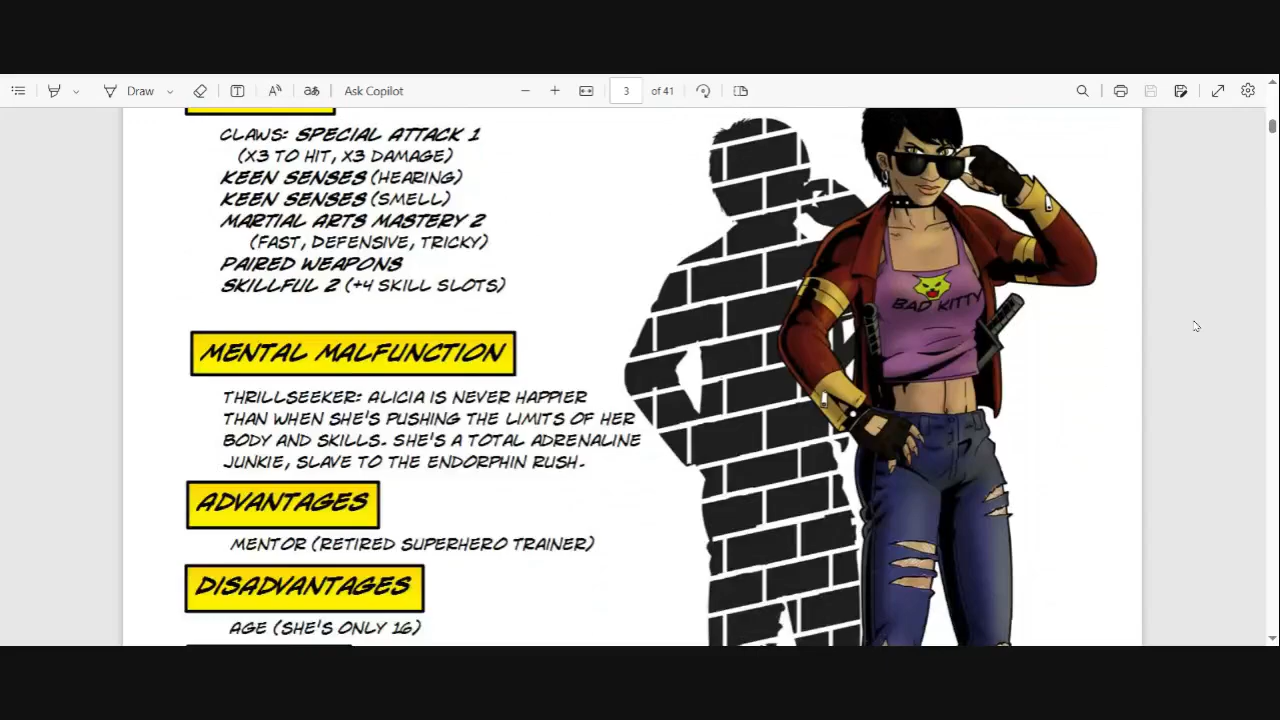 Draw
Ask Copilot
3 of 41
CLAWS: SPECIAL ATTACK 1
(X3 TO HIT, X3 DAMAGE)
KEEN SENSES (HEARING)
KEEN SENSES (SMELL)
MARTIAL ARTS MASTERY 2
(FAST, DEFENSIVE, TRICKY)
PAIRED WEAPONS
SKILLFUL 2 (+4 SKILL SLOTS)
BAD KITTY
MENTAL MALFUNCTION
THRILLSEEKER: ALICIA IS NEVER HAPPIER
THAN WHEN SHE'S PUSHING THE LIMITS OF HER
BODY AND SKILLS. SHE'S A TOTAL ADRENALINE
JUNKIE, SLAVE TO THE ENDORPHIN RUSH.
ADVANTAGES
MENTOR (RETIRED SUPERHERO TRAINER)
DISADVANTAGES
AGE (SHE'S ONLY 16)